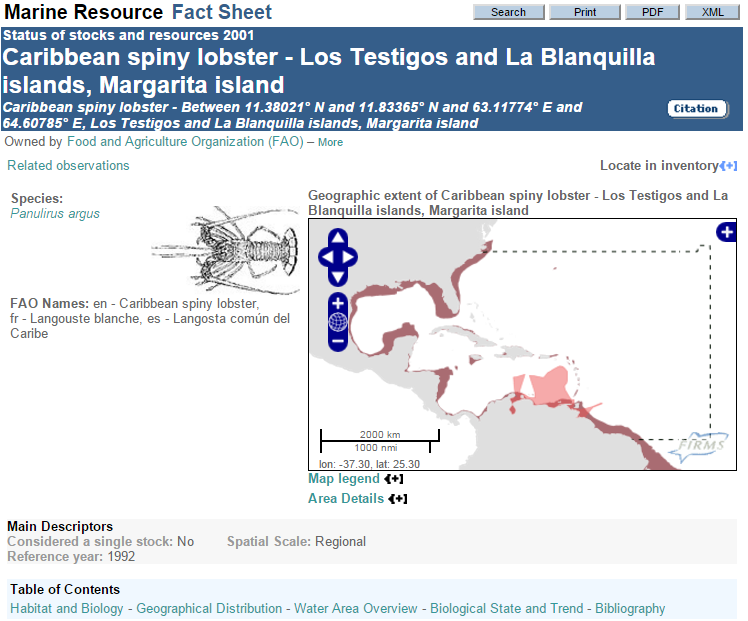 Marine Resource Fact Sheet
Search
Print
PDF
XML
Status of stocks and resources 2001
Caribbean spiny lobster - Los Testigos and La Blanquilla
islands, Margarita island
Caribbean spiny lobster - Between 11.38021° N and 11.83365° N and 63.11774° E and
64.60785° E, Los Testigos and La Blanquilla islands, Margarita island
Citation
Owned by Food and Agriculture Organization (FAO) – More
Related observations
Locate in inventory[+]
Species:
Panulirus argus
FAO Names: en - Caribbean spiny lobster,
fr - Langouste blanche, es - Langosta común del
Caribe
Geographic extent of Caribbean spiny lobster - Los Testigos and La
Blanquilla islands, Margarita island
2000 km
1000 nmi
lon: -37.30, lat: 25.30
FIRMS
Map legend [+]
Area Details [+]
Main Descriptors
Considered a single stock: No Spatial Scale: Regional
Reference year: 1992
Table of Contents
Habitat and Biology - Geographical Distribution - Water Area Overview - Biological State and Trend - Bibliography